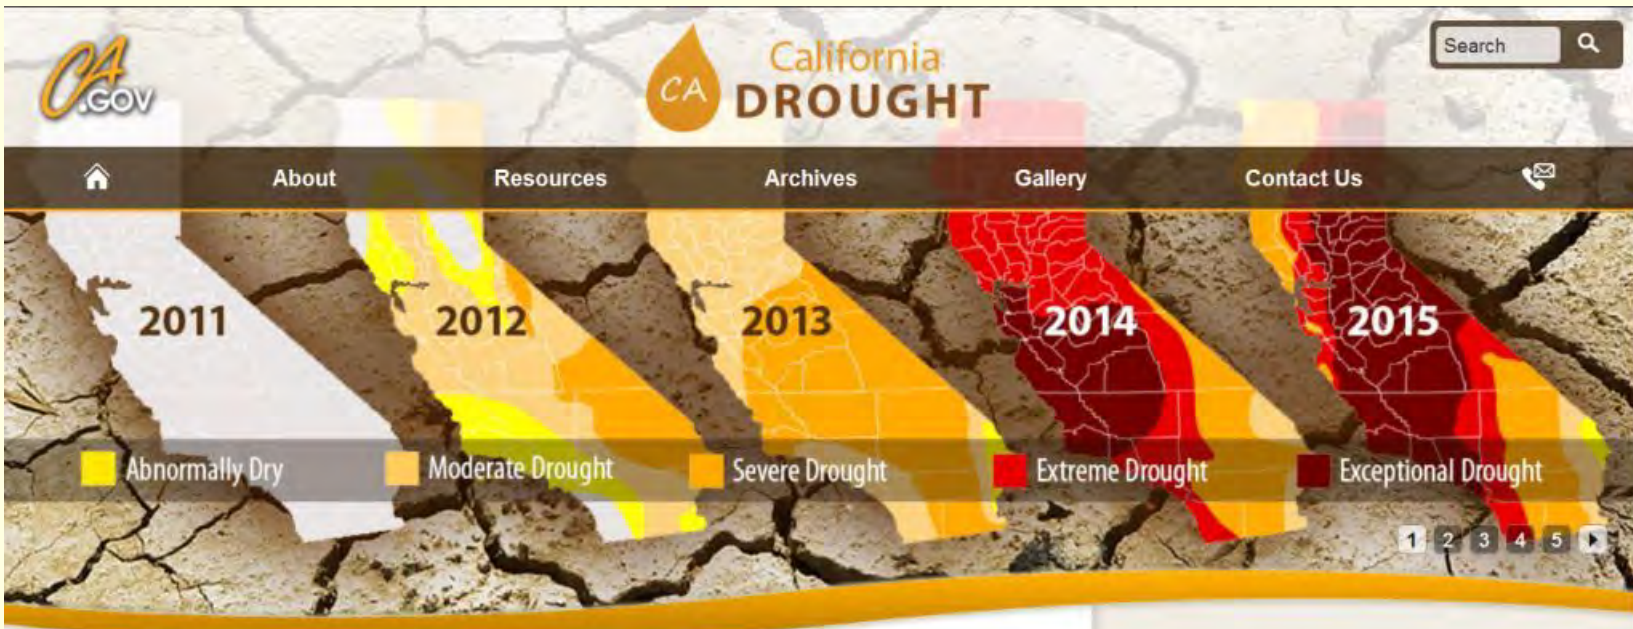 CA
.GOV
CA
California
DROUGHT
Search
About Resources Archives Gallery Contact Us
2011 2012 2013 2014 2015
Abnormally Dry Moderate Drought Severe Drought Extreme Drought Exceptional Drought
1 2 3 4 5